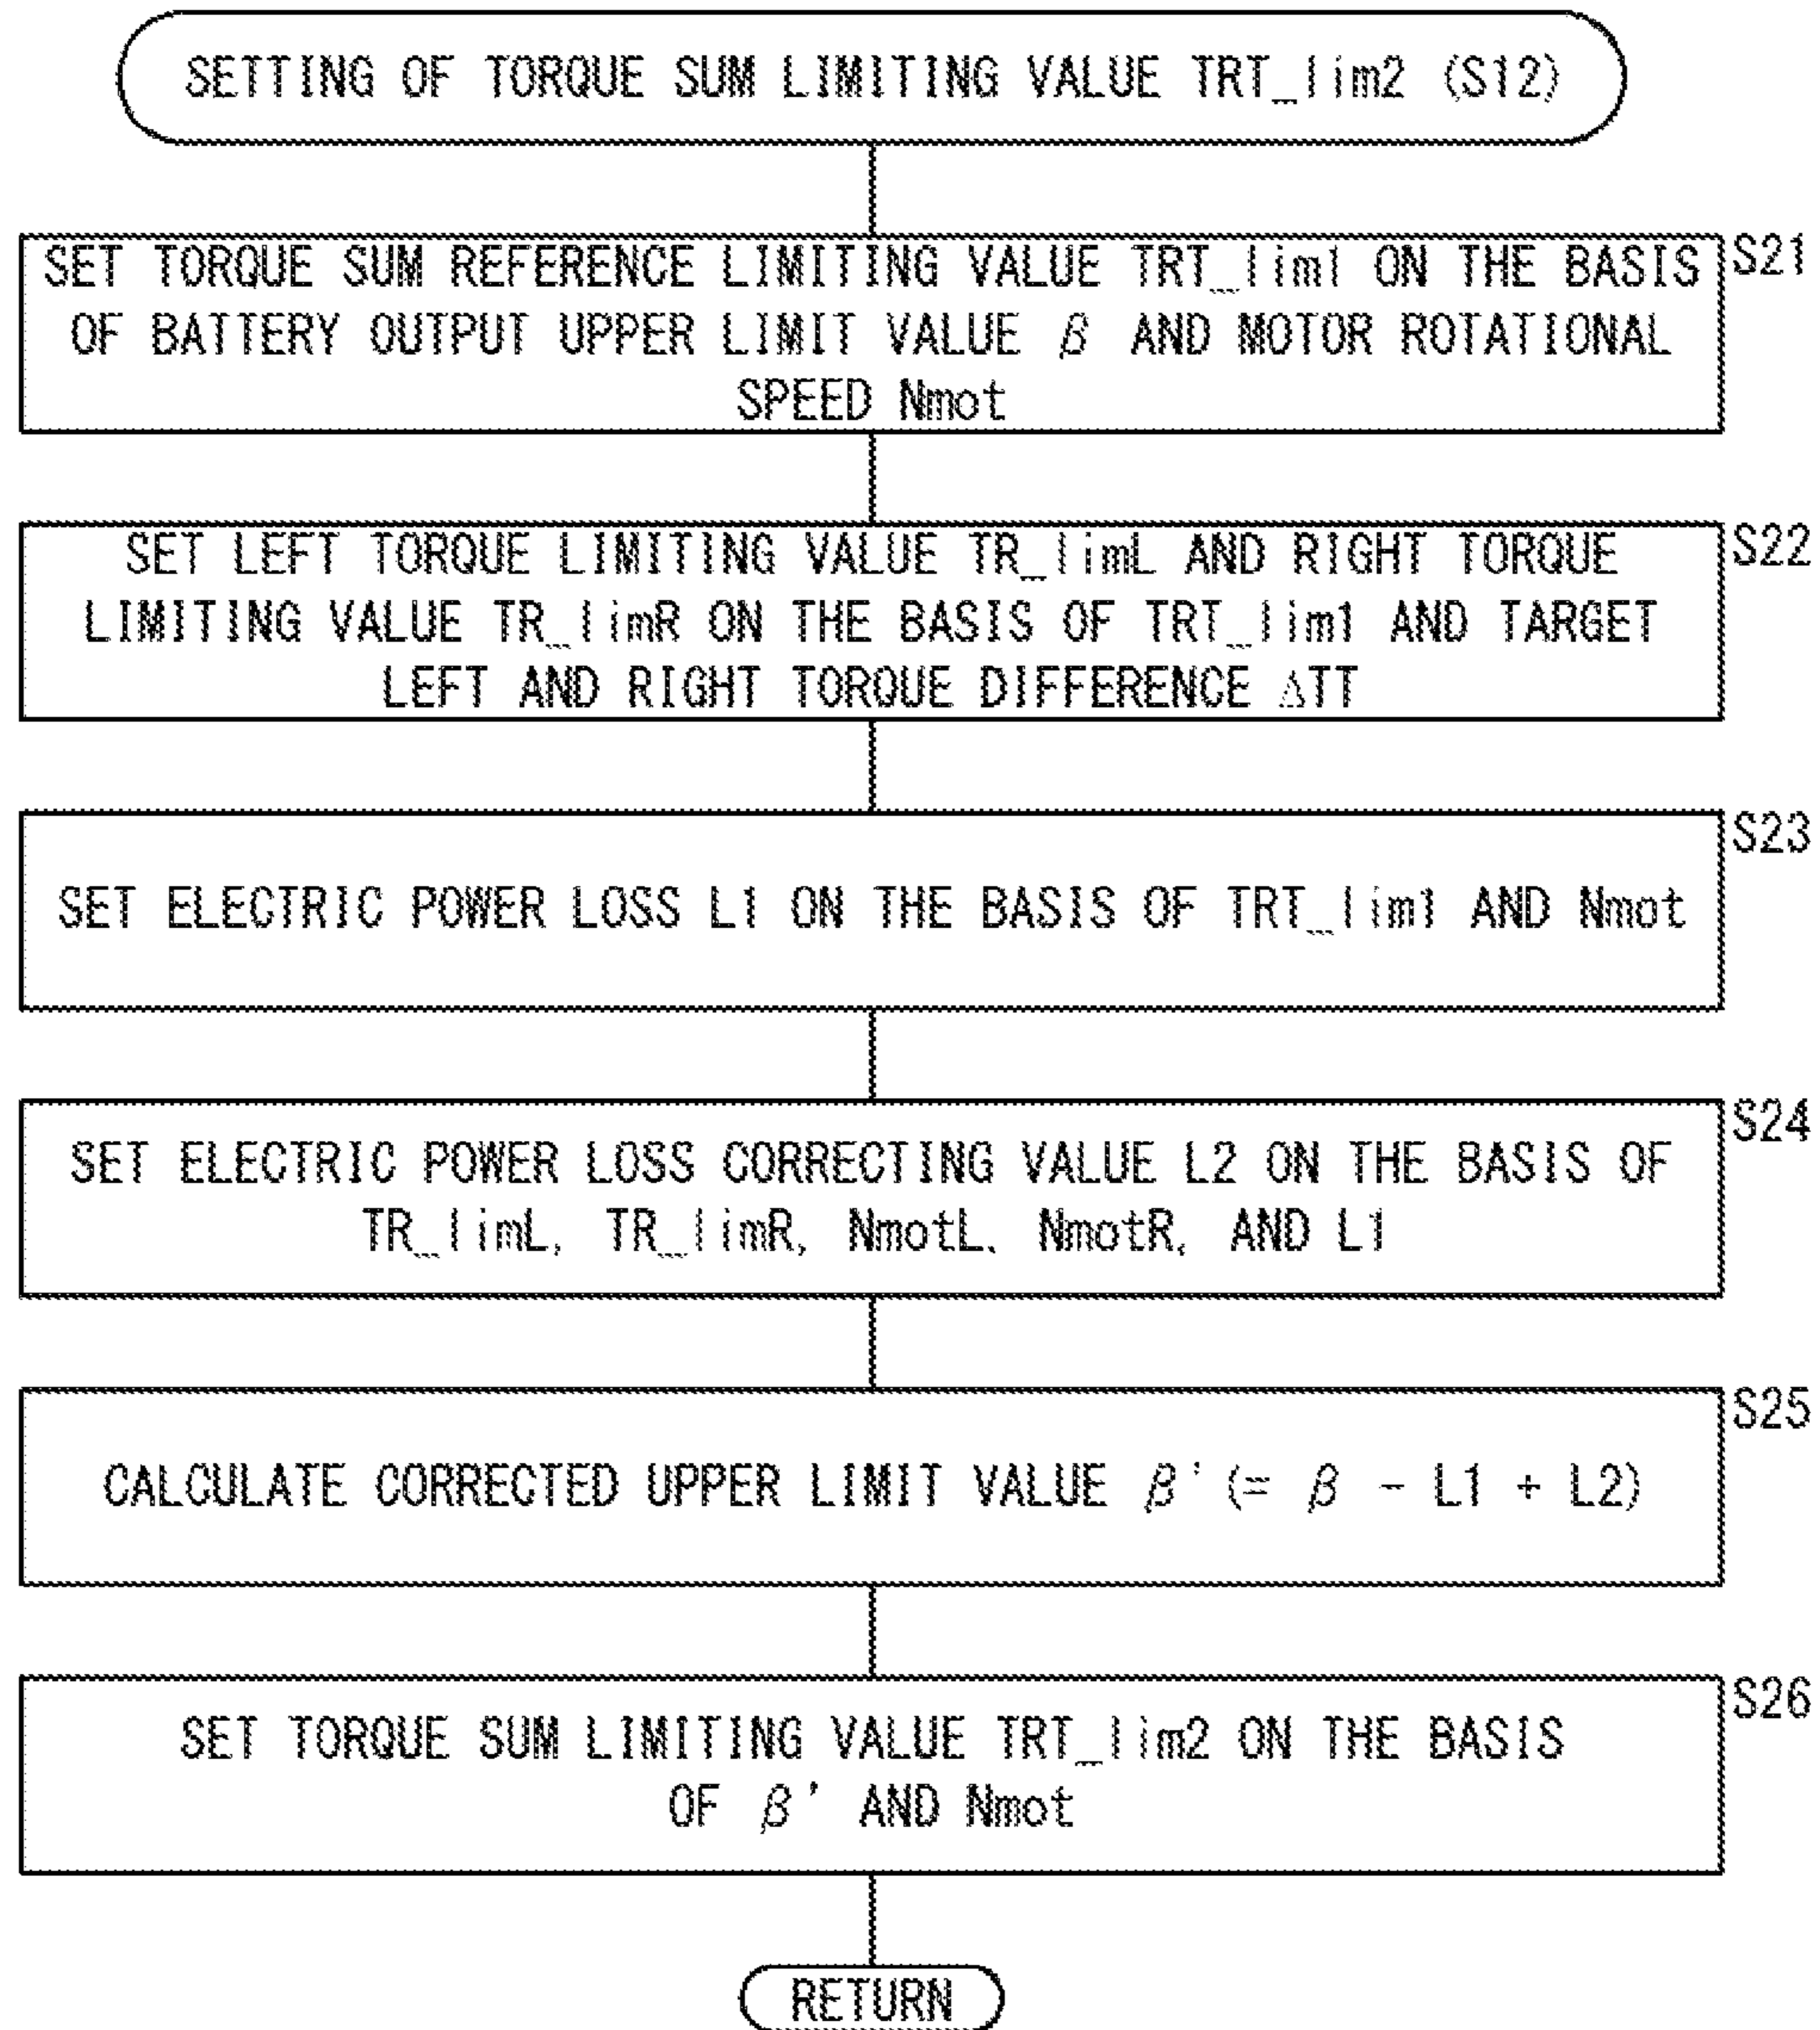 SETTING OF TORQUE SUM LIMITING VALUE TRT_lim2 (S12)
S21
SET TORQUE SUM REFERENCE LIMITING VALUE TRT_lim1 ON THE BASIS
OF BATTERY OUTPUT UPPER LIMIT VALUE β AND MOTOR ROTATIONAL
SPEED Nmot
S22
SET LEFT TORQUE LIMITING VALUE TR_limL AND RIGHT TORQUE
LIMITING VALUE TR_limR ON THE BASIS OF TRT_lim1 AND TARGET
LEFT AND RIGHT TORQUE DIFFERENCE ΔTT
S23
SET ELECTRIC POWER LOSS L1 ON THE BASIS OF TRT_lim1 AND Nmot
S24
SET ELECTRIC POWER LOSS CORRECTING VALUE L2 ON THE BASIS OF
TR_limL, TR_limR, NmotL, NmotR, AND L1
S25
CALCULATE CORRECTED UPPER LIMIT VALUE β' (= β - L1 + L2)
S26
SET TORQUE SUM LIMITING VALUE TRT_lim2 ON THE BASIS
OF β' AND Nmot
RETURN